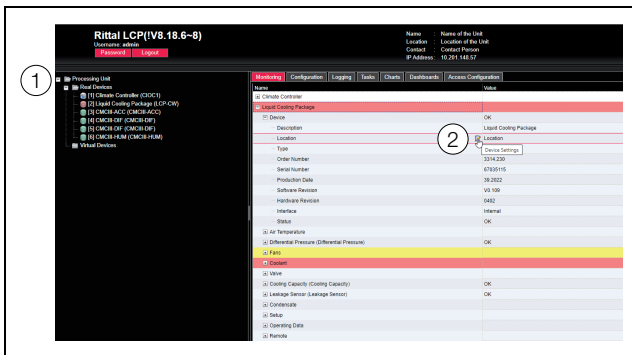 Rittal LCP(!V8.18.6~8)
Username: admin
Password Logout
Name : Name of the Unit
Location : Location of the Unit
Contact : Contact Person
IP Address: 10.201.148.57
1
Processing Unit
Real Devices
[1] Climate Controller (CIOC1)
[2] Liquid Cooling Package (LCP-CW)
[3] CMCIII-ACC (CMCIII-ACC)
[4] CMCIII-DIF (CMCIII-DIF)
[5] CMCIII-DIF (CMCIII-DIF)
[6] CMCIII-HUM (CMCIII-HUM)
Virtual Devices
Monitoring Configuration Logging Tasks Charts Dashboards Access Configuration
Name Value
Climate Controller
Liquid Cooling Package
Device OK
Description Liquid Cooling Package
Location 2 Location
Type Device Settings
Order Number 3314.230
Serial Number 67835115
Production Date 39.2022
Software Revision V0.109
Hardware Revision 0402
Interface Internal
Status OK
Air Temperature
Differential Pressure (Differential Pressure) OK
Fans
Coolant
Valve
Cooling Capacity (Cooling Capacity) OK
Leakage Sensor (Leakage Sensor) OK
Condensate
Setup
Operating Data
Remote